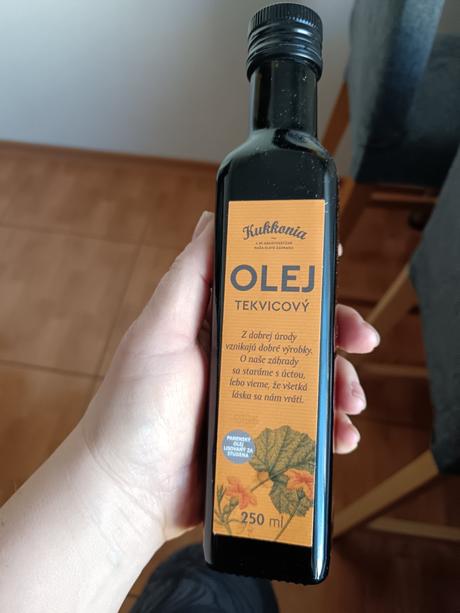 Kukkonia
OLEJ
TEKVICOVÝ
Z dobrej úrody
vznikajú dobré výrobky.
O naše záhrady
sa staráme s úctou,
lebo vieme, že všetká
láska sa nám vráti.
PANENSKÝ
OLEJ
LISOVANÝ ZA
STUDENA
250 ml